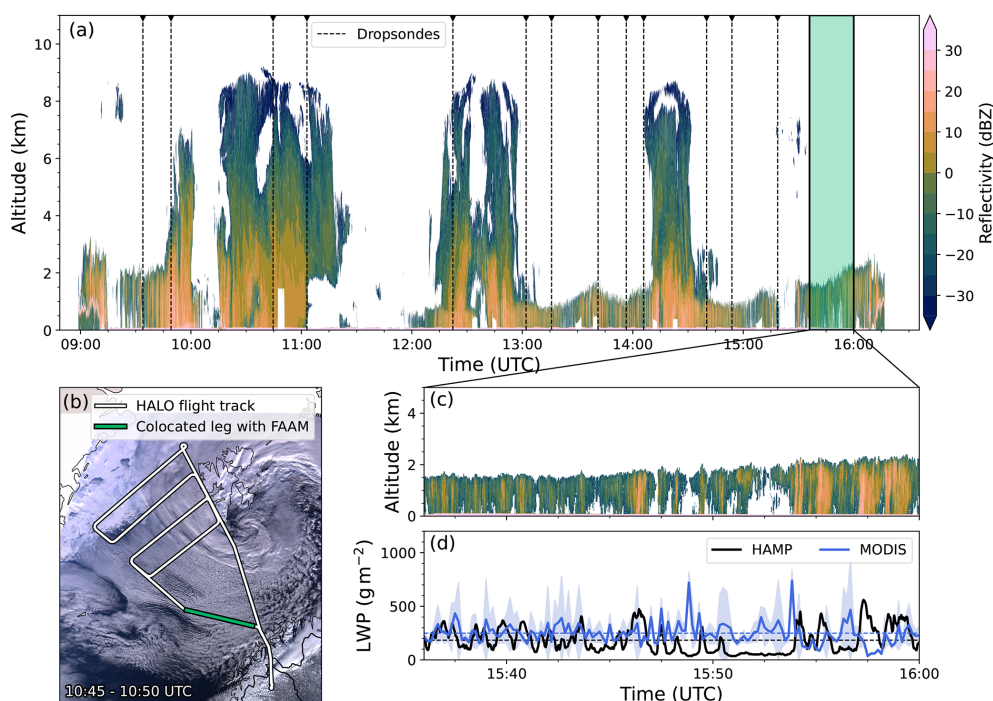 (a)
Dropsondes
Altitude (km)
10
8
6
4
2
0
09:00 10:00 11:00 12:00 13:00 14:00 15:00 16:00
Time (UTC)
30
20
10
0
−10
−20
−30
Reflectivity (dBZ)
(b)
HALO flight track
Colocated leg with FAAM
10:45 - 10:50 UTC
(c)
Altitude (km)
4
2
0
(d)
HAMP MODIS
LWP (g m−2)
1000
500
0
15:40 15:50 16:00
Time (UTC)